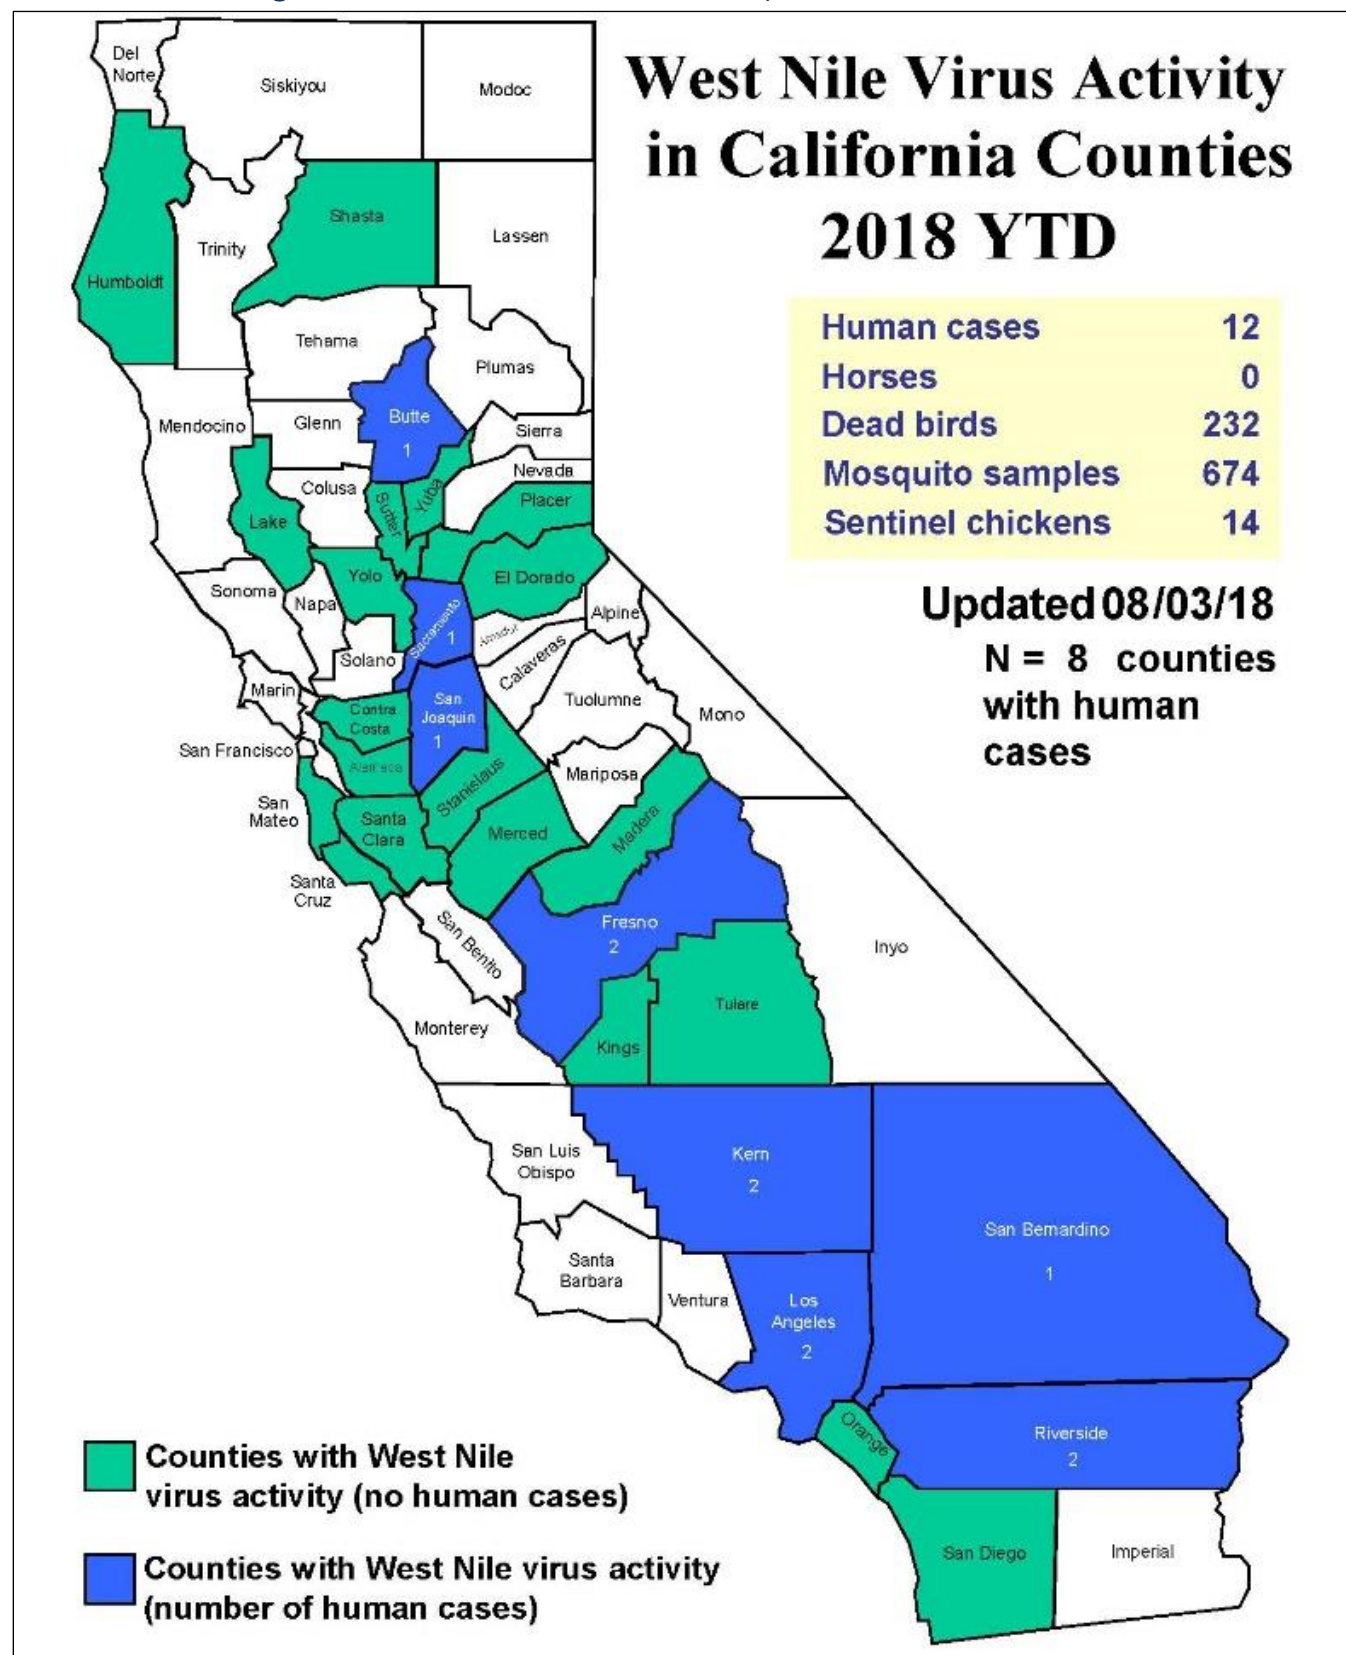 West Nile Virus Activity
in California Counties
2018 YTD
Human cases 12
Horses 0
Dead birds 232
Mosquito samples 674
Sentinel chickens 14
Updated 08/03/18
N = 8 counties
with human
cases
Del
Norte
Siskiyou
Modoc
Humboldt
Trinity
Shasta
Lassen
Tehama
Plumas
Mendocino
Glenn
Butte
1
Sierra
Nevada
Colusa
Lake
Sutter
Yuba
Placer
El Dorado
Yolo
Sonoma
Napa
Sacramento
1
Amador
Alpine
Solano
Calaveras
Marin
Contra
Costa
San
Joaquin
1
Tuolumne
Mono
San Francisco
Alameda
Stanislaus
Mariposa
San
Mateo
Santa
Clara
Merced
Madera
Santa
Cruz
San Benito
Fresno
2
Inyo
Monterey
Kings
Tulare
San Luis
Obispo
Kern
2
San Bernardino
1
Santa
Barbara
Ventura
Los
Angeles
2
Orange
Riverside
2
San Diego
Imperial
Counties with West Nile
virus activity (no human cases)
Counties with West Nile virus activity
(number of human cases)